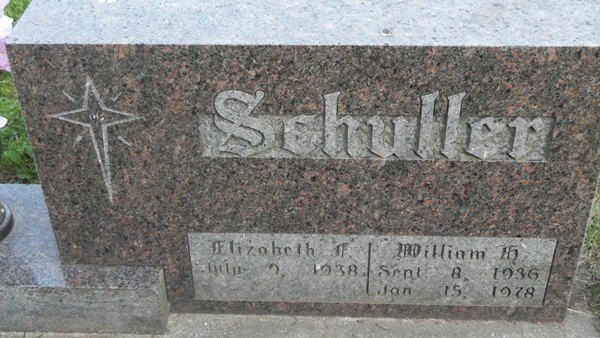 Schuller
Elizabeth F.
July 9, 1938
William H
Sept 8, 1936
Jan 15, 1978